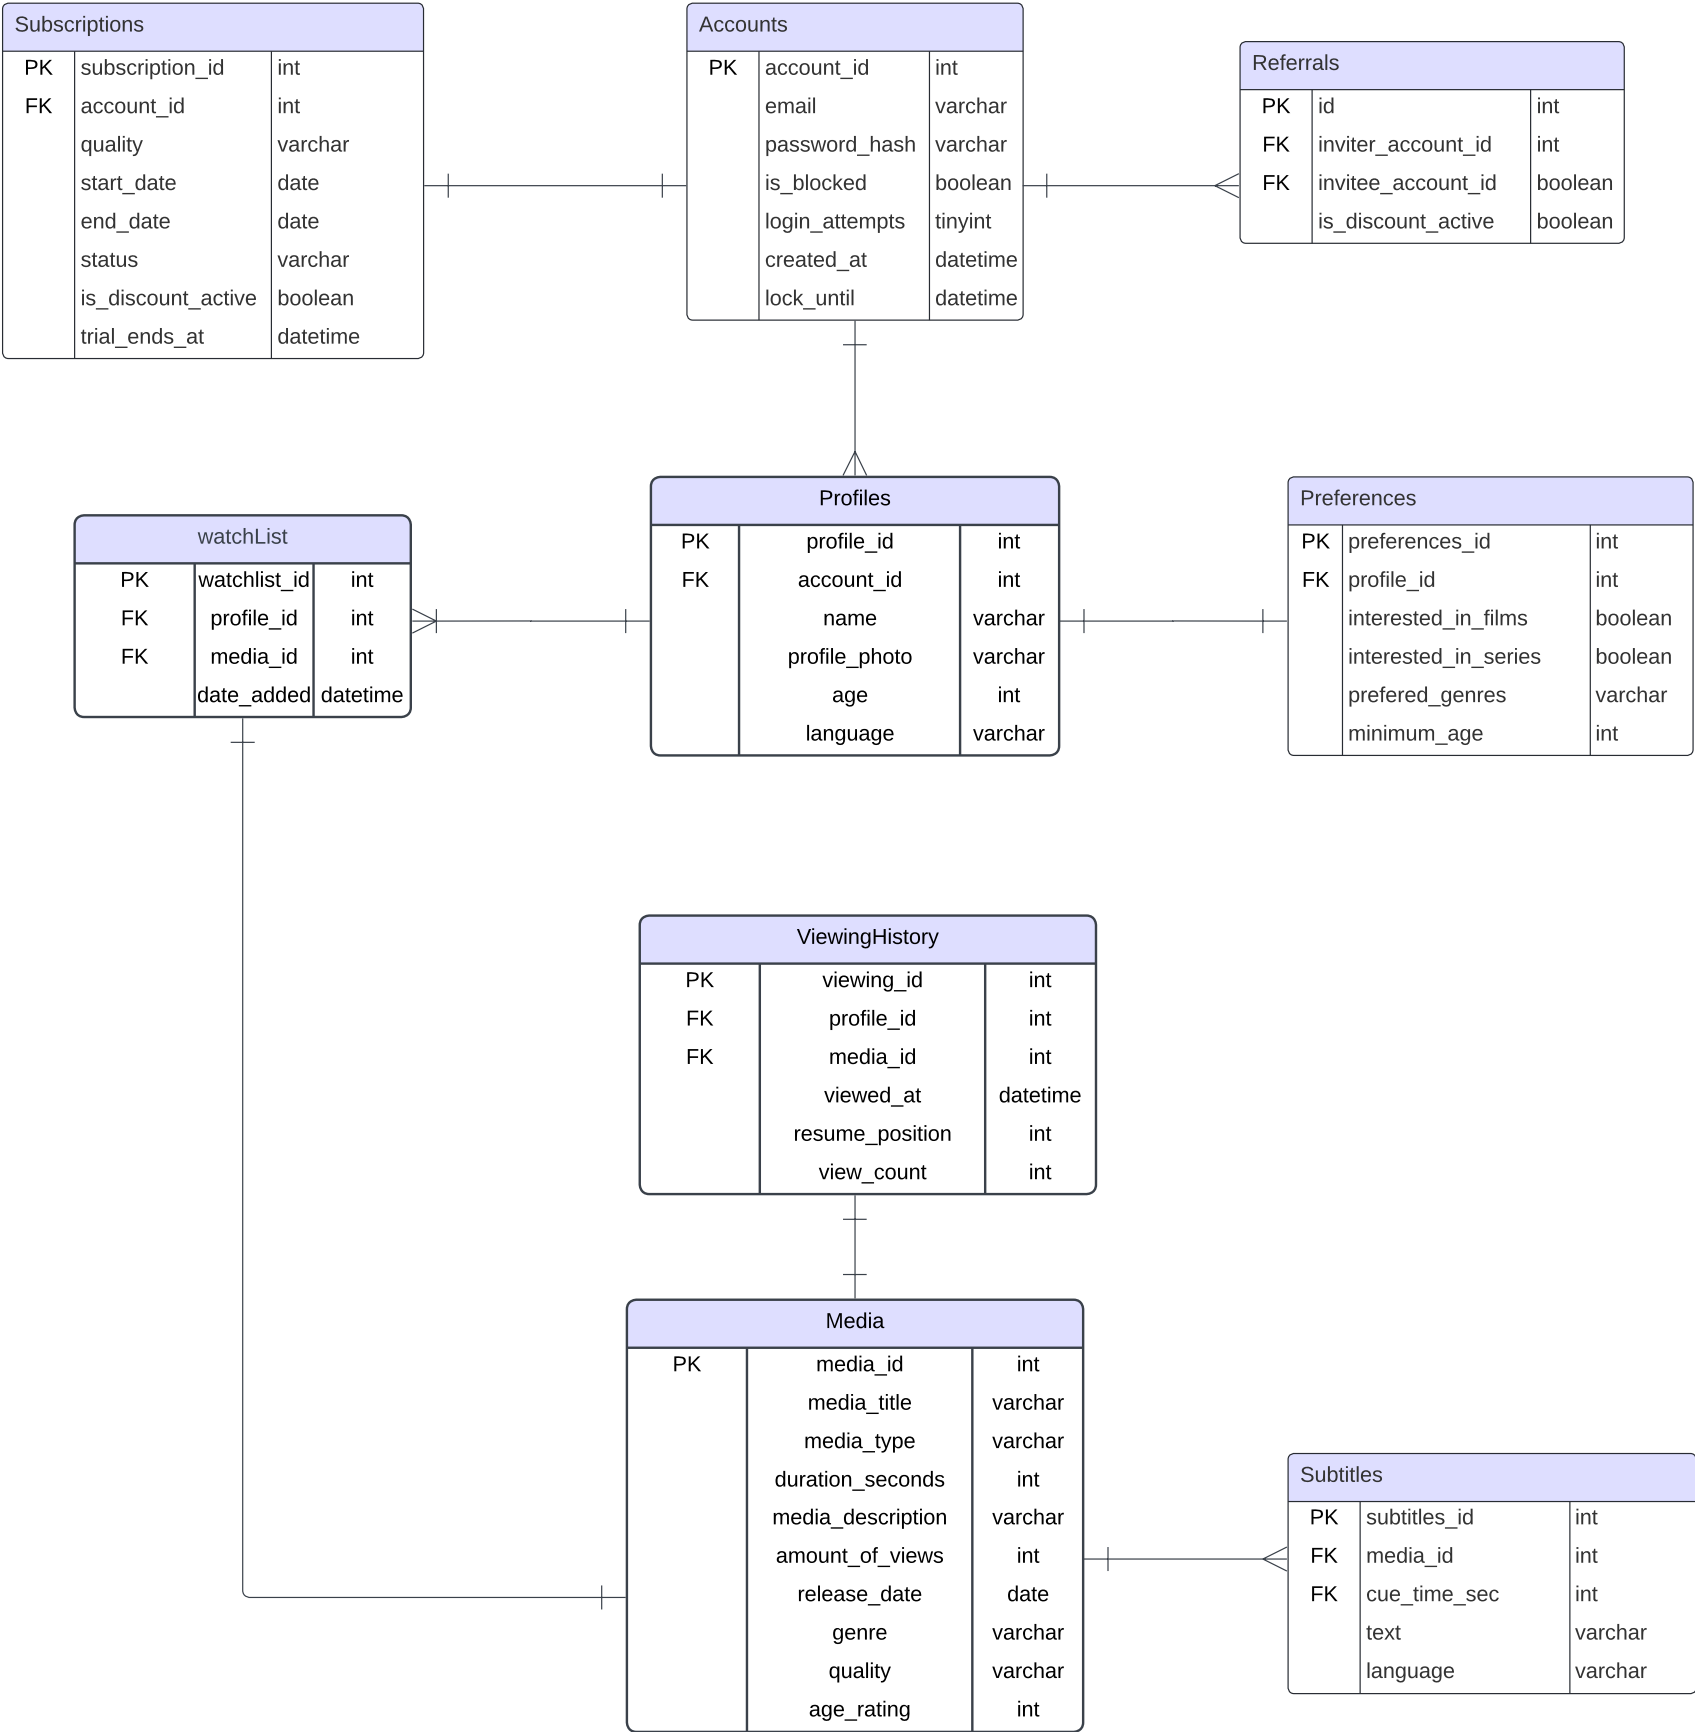 Subscriptions
PK subscription_id int
FK account_id int
quality varchar
start_date date
end_date date
status varchar
is_discount_active boolean
trial_ends_at datetime
Accounts
PK account_id int
email varchar
password_hash varchar
is_blocked boolean
login_attempts tinyint
created_at datetime
lock_until datetime
Referrals
PK id int
FK inviter_account_id int
FK invitee_account_id boolean
is_discount_active boolean
watchList
PK watchlist_id int
FK profile_id int
FK media_id int
date_added datetime
Profiles
PK profile_id int
FK account_id int
name varchar
profile_photo varchar
age int
language varchar
Preferences
PK preferences_id int
FK profile_id int
interested_in_films boolean
interested_in_series boolean
prefered_genres varchar
minimum_age int
ViewingHistory
PK viewing_id int
FK profile_id int
FK media_id int
viewed_at datetime
resume_position int
view_count int
Media
PK media_id int
media_title varchar
media_type varchar
duration_seconds int
media_description varchar
amount_of_views int
release_date date
genre varchar
quality varchar
age_rating int
Subtitles
PK subtitles_id int
FK media_id int
FK cue_time_sec int
text varchar
language varchar